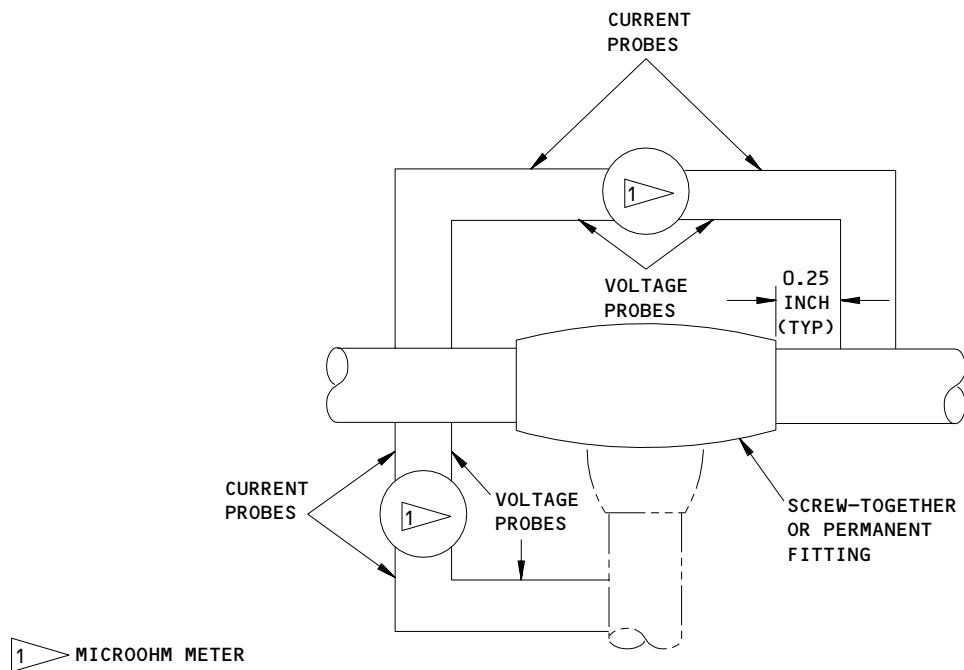 CURRENT
PROBES
1
VOLTAGE
PROBES
0.25
INCH
(TYP)
CURRENT
PROBES
1
VOLTAGE
PROBES
SCREW-TOGETHER
OR PERMANENT
FITTING
1 MICROOHM METER